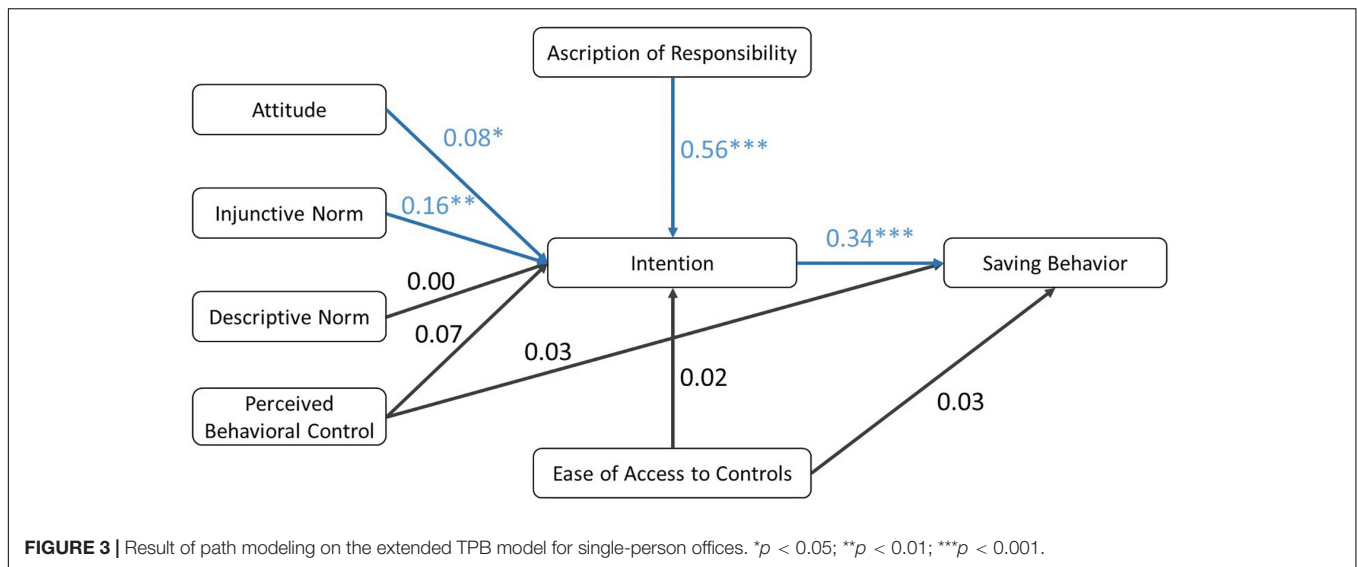 Ascription of Responsibility
Attitude
0.08*
0.56***
Injunctive Norm
0.16**
0.34***
Intention
Saving Behavior
0.00
Descriptive Norm
0.07
0.03
0.02
Perceived
Behavioral Control
0.03
Ease of Access to Controls
FIGURE 3 | Result of path modeling on the extended TPB model for single-person offices. *p < 0.05; **p < 0.01; ***p < 0.001.